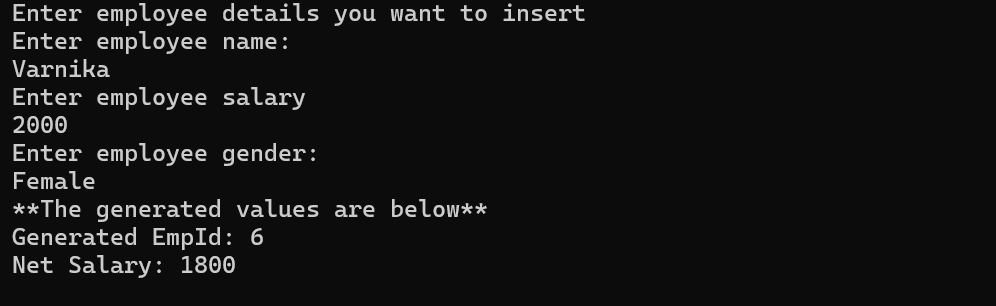 Enter employee details you want to insert
Enter employee name:
Varnika
Enter employee salary
2000
Enter employee gender:
Female
**The generated values are below**
Generated EmpId: 6
Net Salary: 1800